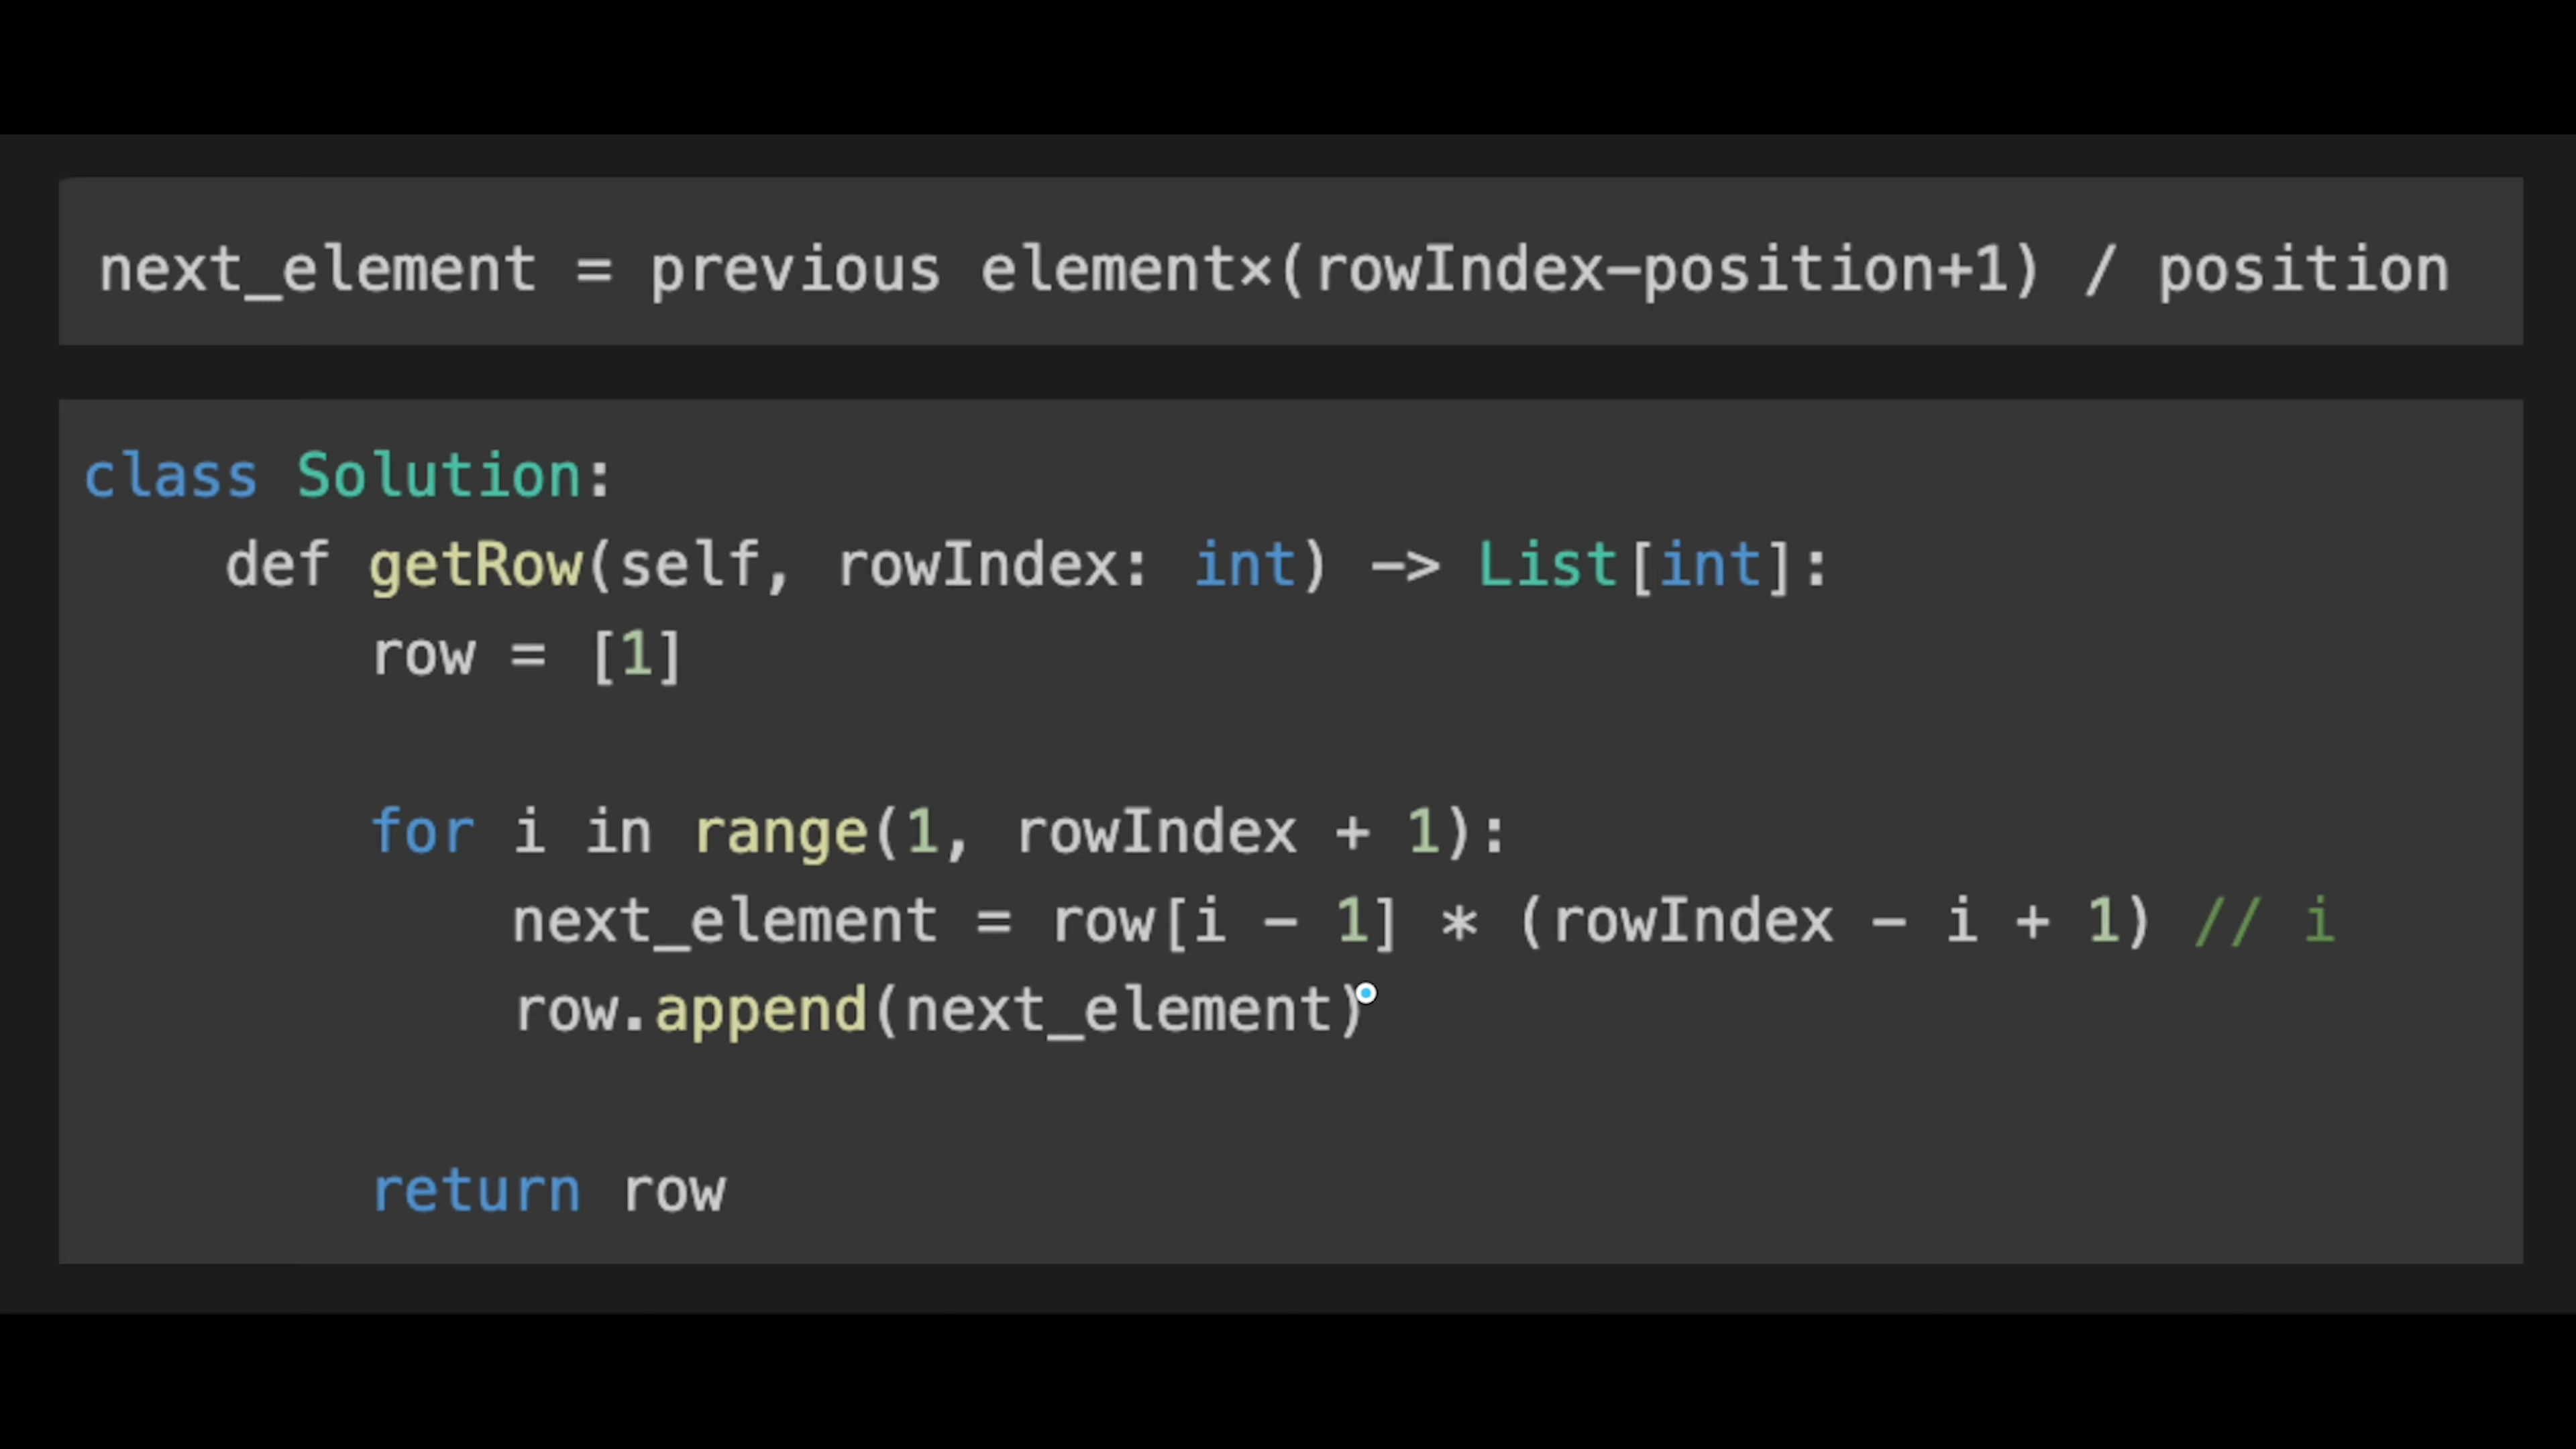 next_element = previous element×(rowIndex-position+1) / position
class Solution:
    def getRow(self, rowIndex: int) -> List[int]:
        row = [1]
        for i in range(1, rowIndex + 1):
            next_element = row[i - 1] * (rowIndex - i + 1) // i
            row.append(next_element)
        return row